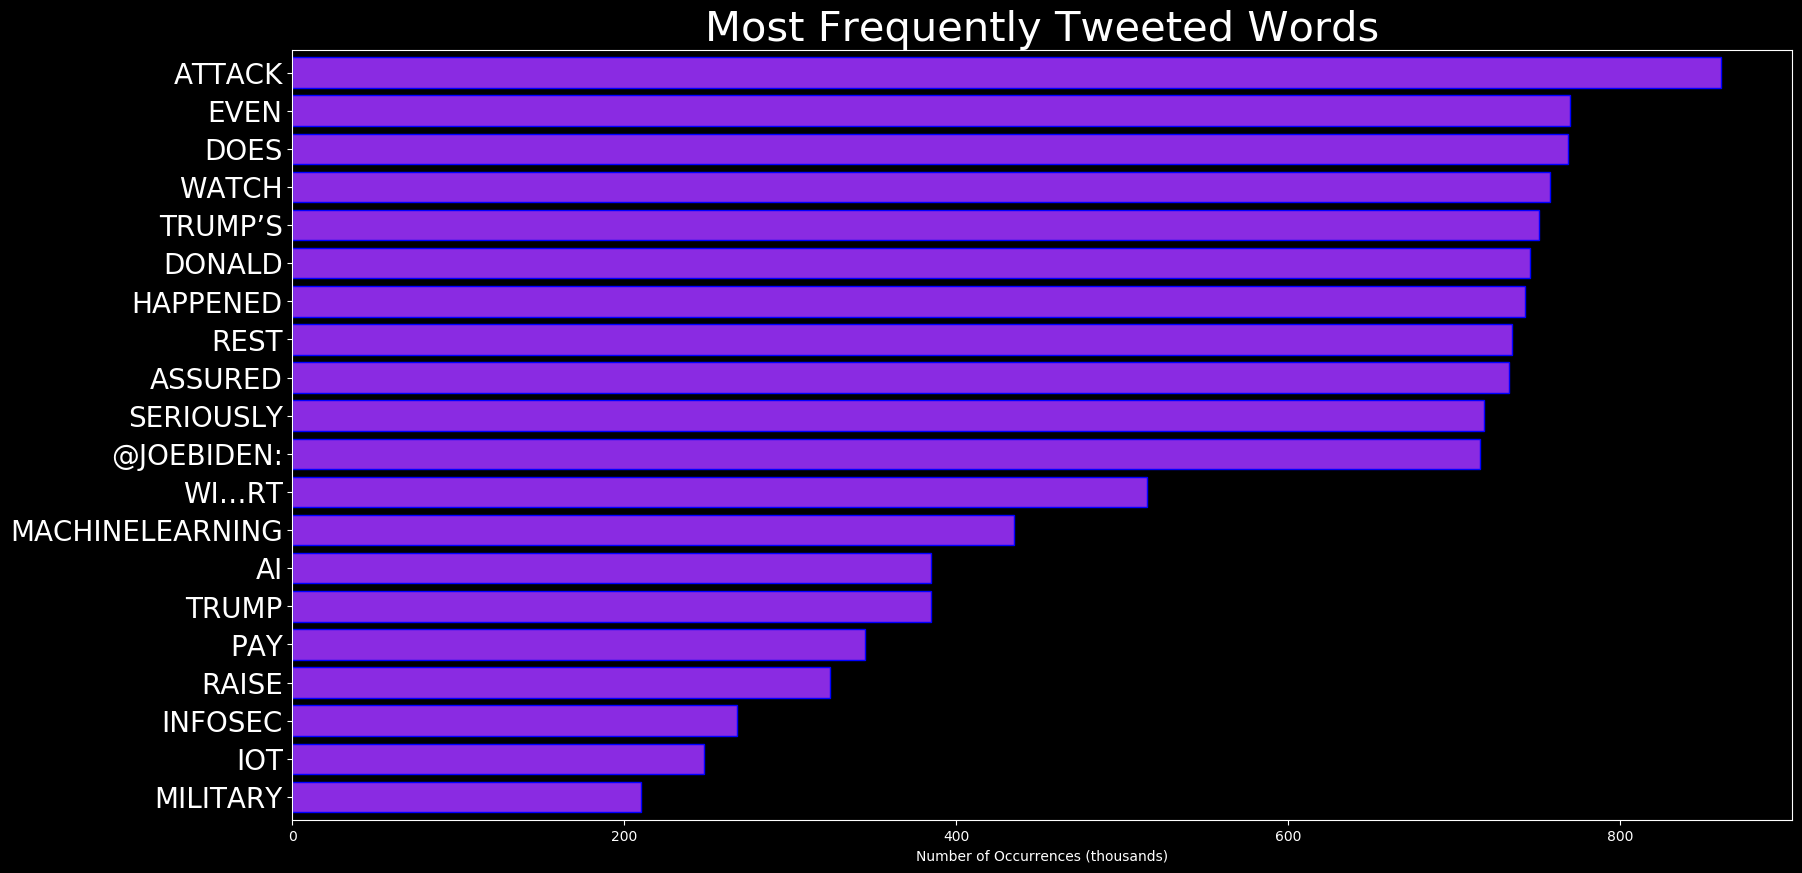 Most Frequently Tweeted Words
ATTACK
EVEN
DOES
WATCH
TRUMP’S
DONALD
HAPPENED
REST
ASSURED
SERIOUSLY
@JOEBIDEN:
WI…RT
MACHINELEARNING
AI
TRUMP
PAY
RAISE
INFOSEC
IOT
MILITARY
0 200 400 600 800
Number of Occurrences (thousands)